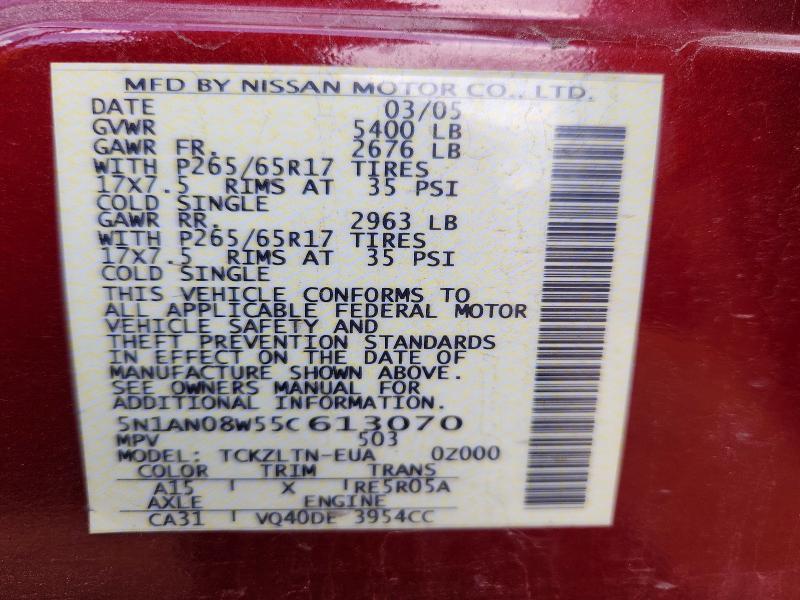 MFD BY NISSAN MOTOR CO., LTD.
DATE 03/05
GVWR 5400 LB
GAWR FR. 2676 LB
WITH P265/65R17 TIRES
17X7.5 RIMS AT 35 PSI
COLD SINGLE
GAWR RR. 2963 LB
WITH P265/65R17 TIRES
17X7.5 RIMS AT 35 PSI
COLD SINGLE
THIS VEHICLE CONFORMS TO
ALL APPLICABLE FEDERAL MOTOR
VEHICLE SAFETY AND
THEFT PREVENTION STANDARDS
IN EFFECT ON THE DATE OF
MANUFACTURE SHOWN ABOVE.
SEE OWNERS MANUAL FOR
ADDITIONAL INFORMATION.
5N1AN08W55C613070
MPV 503
MODEL: TCKZLTN-EUA 0Z000
COLOR TRIM TRANS
A15 X RE5R05A
AXLE ENGINE
CA31 VQ40DE 3954CC